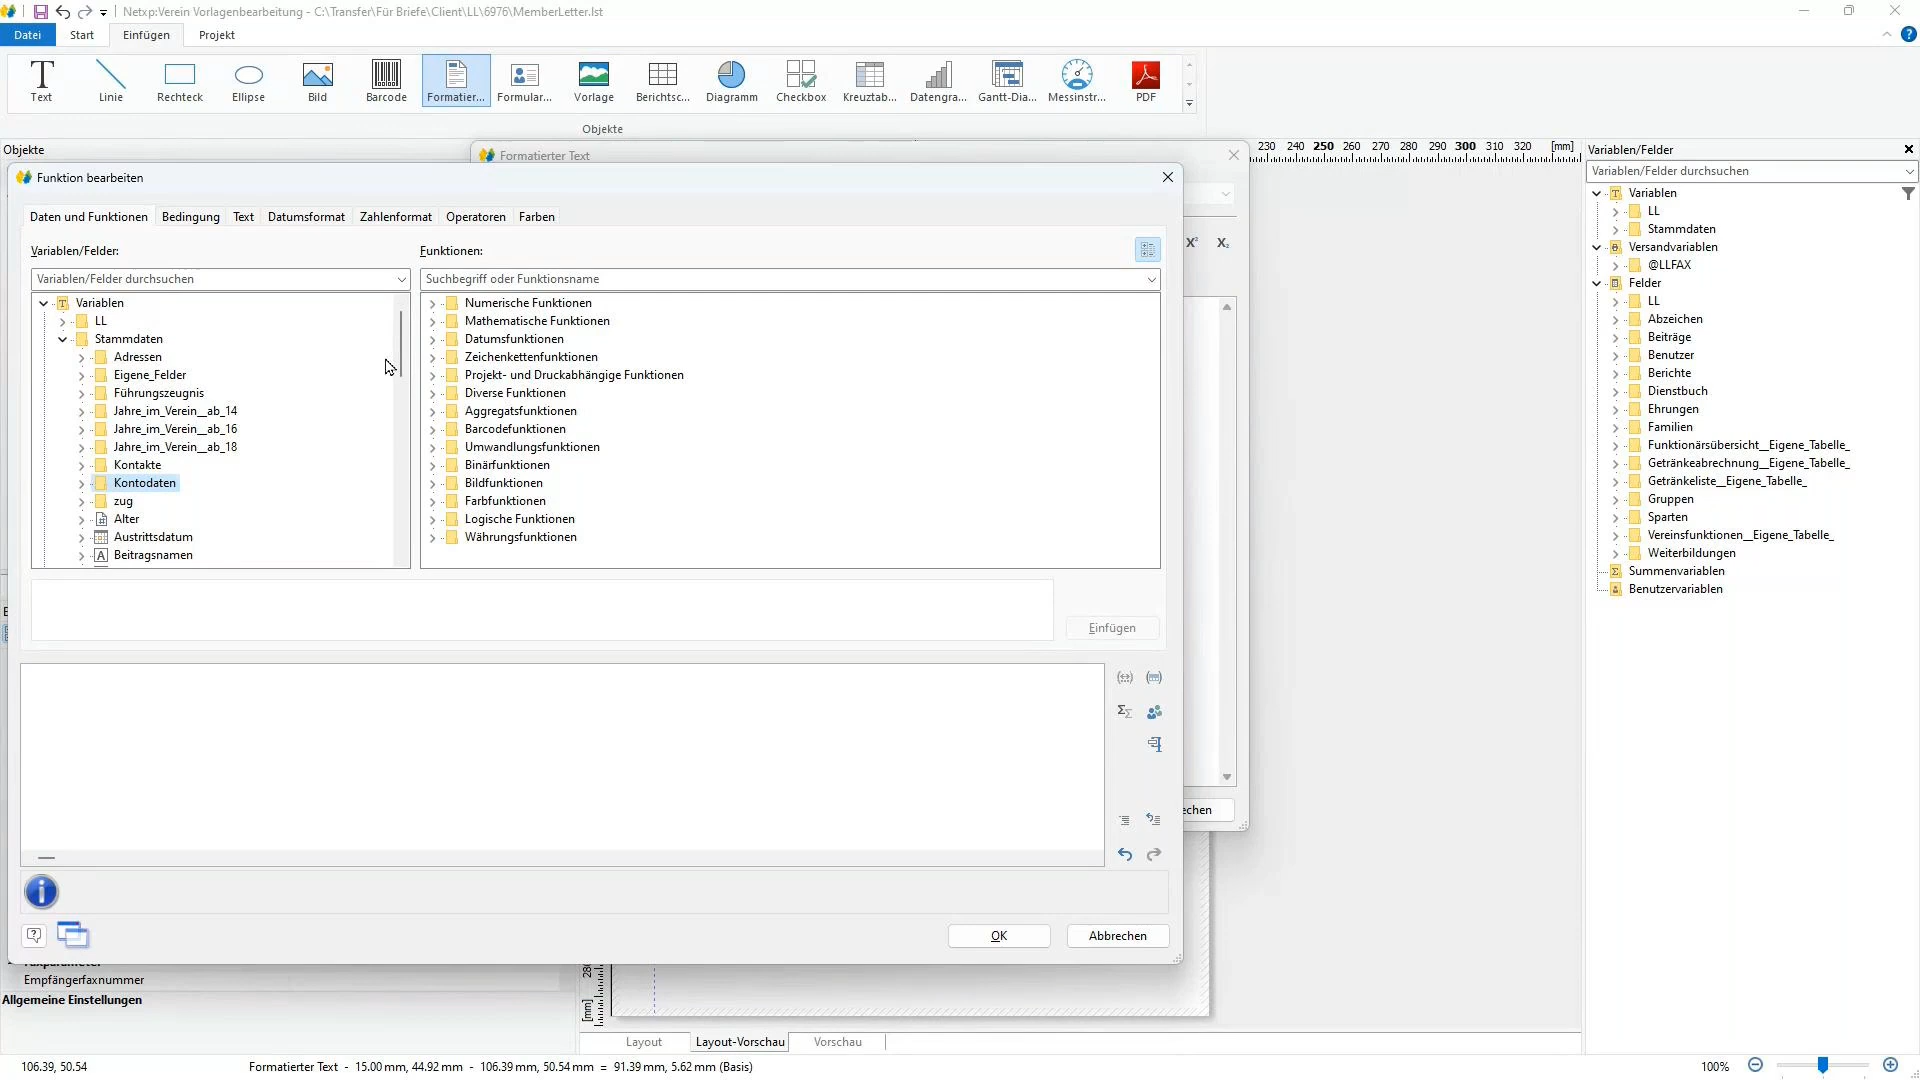 Netxp:Verein Vorlagenbearbeitung - C:\Transfer\Für Briefe\Client\LL\6976\MemberLetter.lst
Datei Start Einfügen Projekt
Text Linie Rechteck Ellipse Bild Barcode Formatier... Formular... Vorlage Berichtsc... Diagramm Checkbox Kreuztab... Datengra... Gantt-Dia... Messinstr... PDF
Objekte
Objekte
Formatierter Text
230 240 250 260 270 280 290 300 310 320 [mm]
Funktion bearbeiten
Daten und Funktionen Bedingung Text Datumsformat Zahlenformat Operatoren Farben
Variablen/Felder:
Variablen/Felder durchsuchen
Variablen
LL
Stammdaten
Adressen
Eigene_Felder
Führungszeugnis
Jahre_im_Verein__ab_14
Jahre_im_Verein__ab_16
Jahre_im_Verein__ab_18
Kontakte
Kontodaten
zug
Alter
Austrittsdatum
Beitragsnamen
Funktionen:
Suchbegriff oder Funktionsname
Numerische Funktionen
Mathematische Funktionen
Datumsfunktionen
Zeichenkettenfunktionen
Projekt- und Druckabhängige Funktionen
Diverse Funktionen
Aggregatsfunktionen
Barcodefunktionen
Umwandlungsfunktionen
Binärfunktionen
Bildfunktionen
Farbfunktionen
Logische Funktionen
Währungsfunktionen
Einfügen
OK Abbrechen
X² X₂
echen
Variablen/Felder
Variablen/Felder durchsuchen
Variablen
LL
Stammdaten
Versandvariablen
@LLFAX
Felder
LL
Abzeichen
Beiträge
Benutzer
Berichte
Dienstbuch
Ehrungen
Familien
Funktionärsübersicht__Eigene_Tabelle_
Getränkeabrechnung__Eigene_Tabelle_
Getränkeliste__Eigene_Tabelle_
Gruppen
Sparten
Vereinsfunktionen__Eigene_Tabelle_
Weiterbildungen
Summenvariablen
Benutzervariablen
Empfängerfaxnummer
Allgemeine Einstellungen
[mm]
Layout Layout-Vorschau Vorschau
106.39, 50.54 Formatierter Text - 15.00 mm, 44.92 mm - 106.39 mm, 50.54 mm = 91.39 mm, 5.62 mm (Basis) 100%